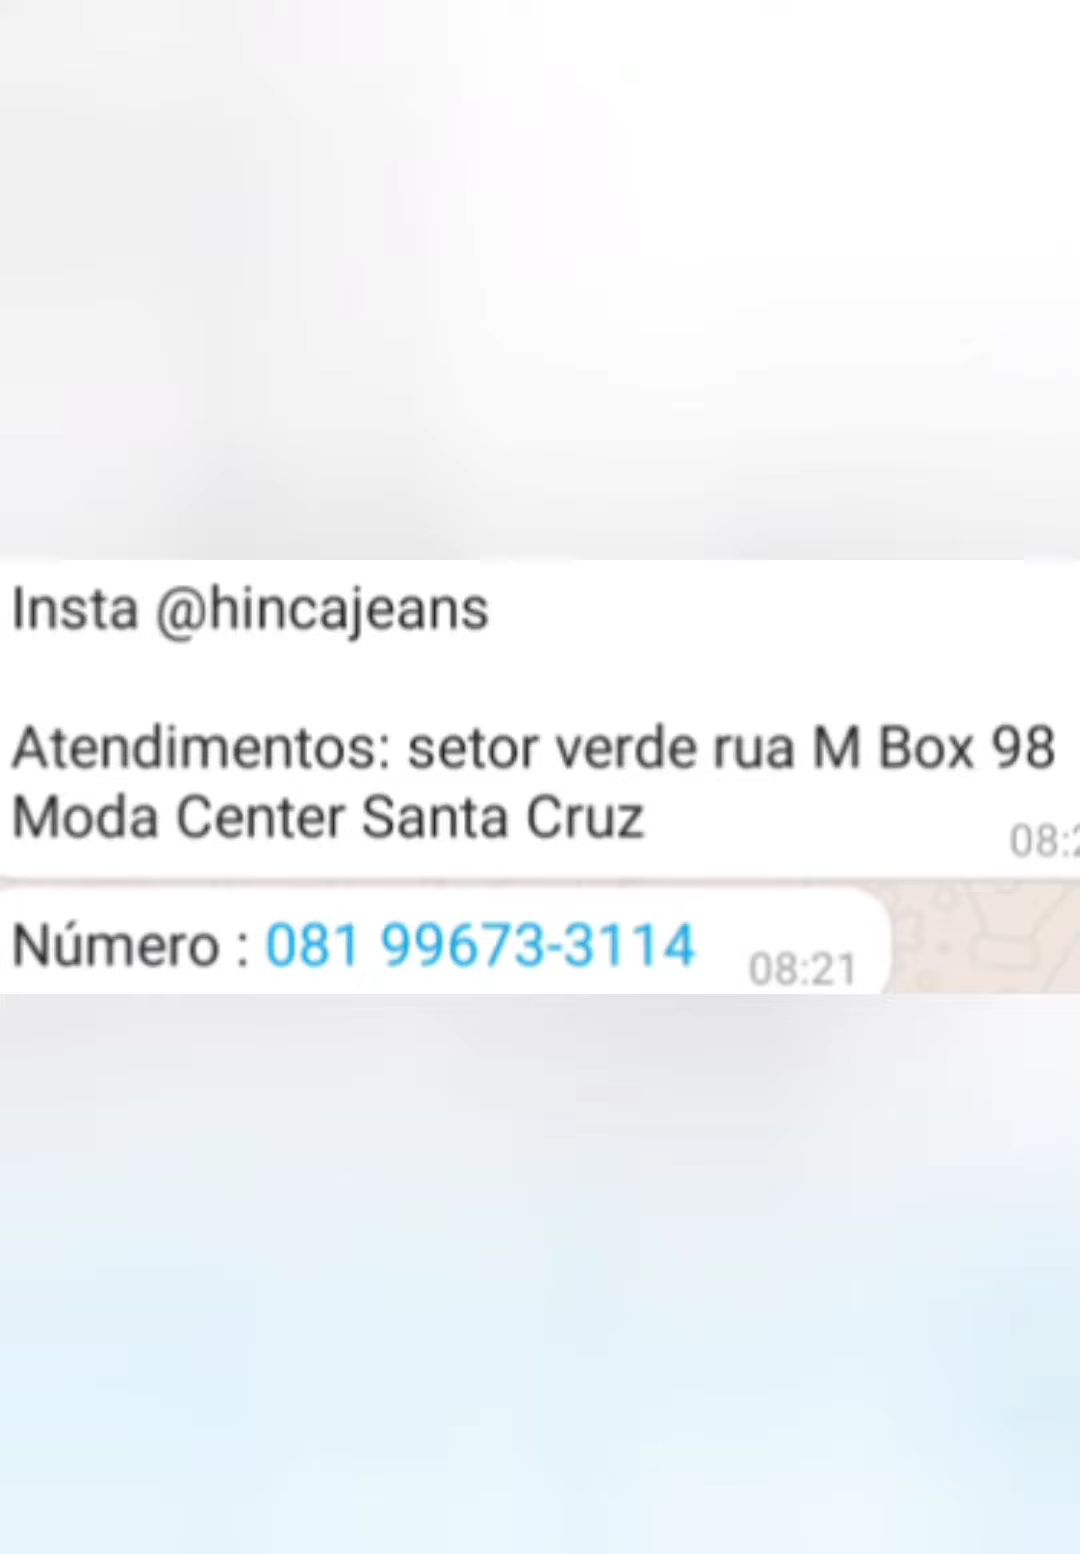 Insta @hincajeans
Atendimentos: setor verde rua M Box 98
Moda Center Santa Cruz
Número : 081 99673-3114 08:21